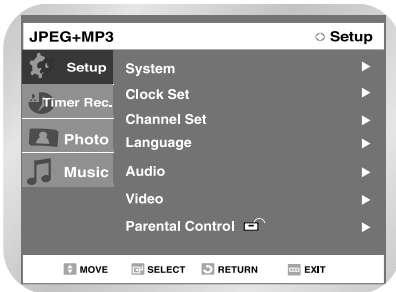 JPEG+MP3 Setup
Setup
Timer Rec.
Photo
Music
System
Clock Set
Channel Set
Language
Audio
Video
Parental Control
MOVE SELECT RETURN EXIT